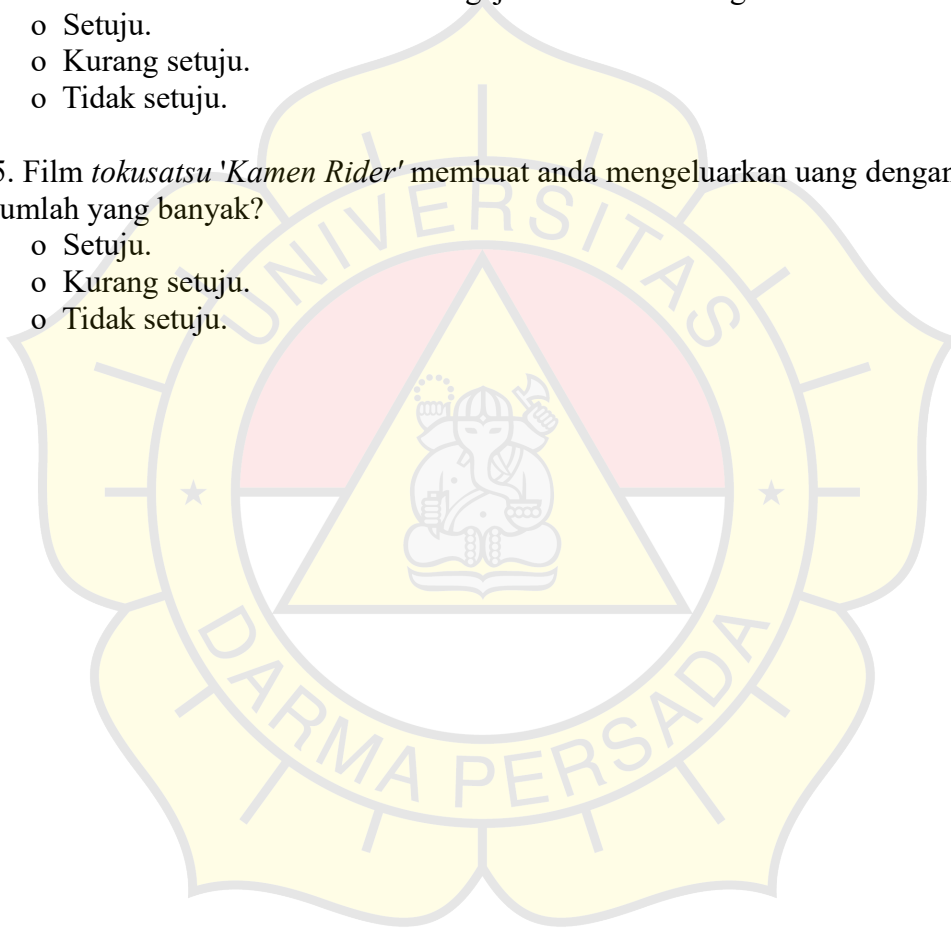 o Setuju.
o Kurang setuju.
o Tidak setuju.
5. Film tokusatsu 'Kamen Rider' membuat anda mengeluarkan uang dengan
umlah yang banyak?
o Setuju.
o Kurang setuju.
o Tidak setuju.
UNIVERSITAS
DARMA PERSADA